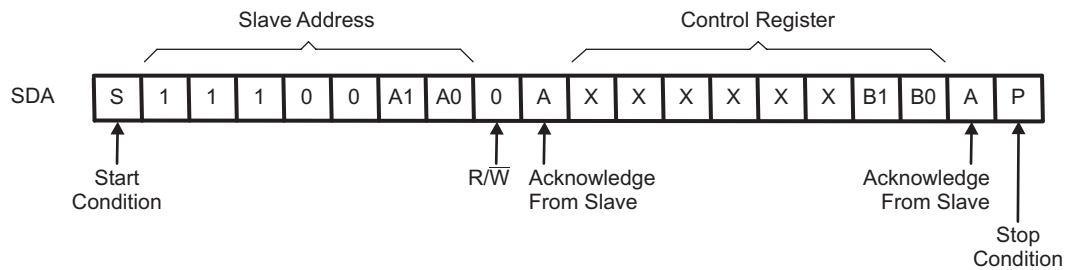 Slave Address
Control Register
SDA S 1 1 1 0 0 A1 A0 0 A X X X X X X B1 B0 A P
Start
Condition
R/W̅
Acknowledge
From Slave
Acknowledge
From Slave
Stop
Condition